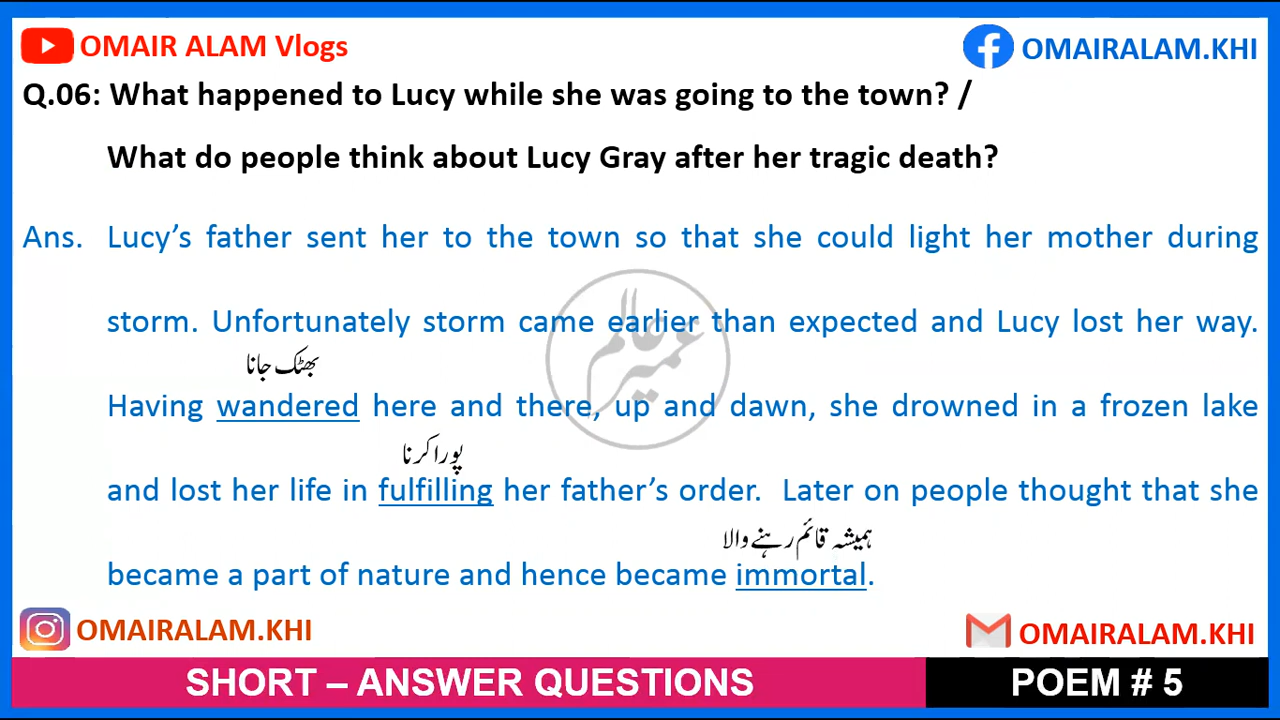 OMAIR ALAM Vlogs
OMAIRALAM.KHI
Q.06: What happened to Lucy while she was going to the town? /
What do people think about Lucy Gray after her tragic death?
Ans. Lucy’s father sent her to the town so that she could light her mother during
storm. Unfortunately storm came earlier than expected and Lucy lost her way.
بھٹک جانا
Having wandered here and there, up and dawn, she drowned in a frozen lake
پورا کرنا
and lost her life in fulfilling her father’s order. Later on people thought that she
ہمیشہ قائم رہنے والا
became a part of nature and hence became immortal.
عمیر عالم
OMAIRALAM.KHI
OMAIRALAM.KHI
SHORT – ANSWER QUESTIONS
POEM # 5